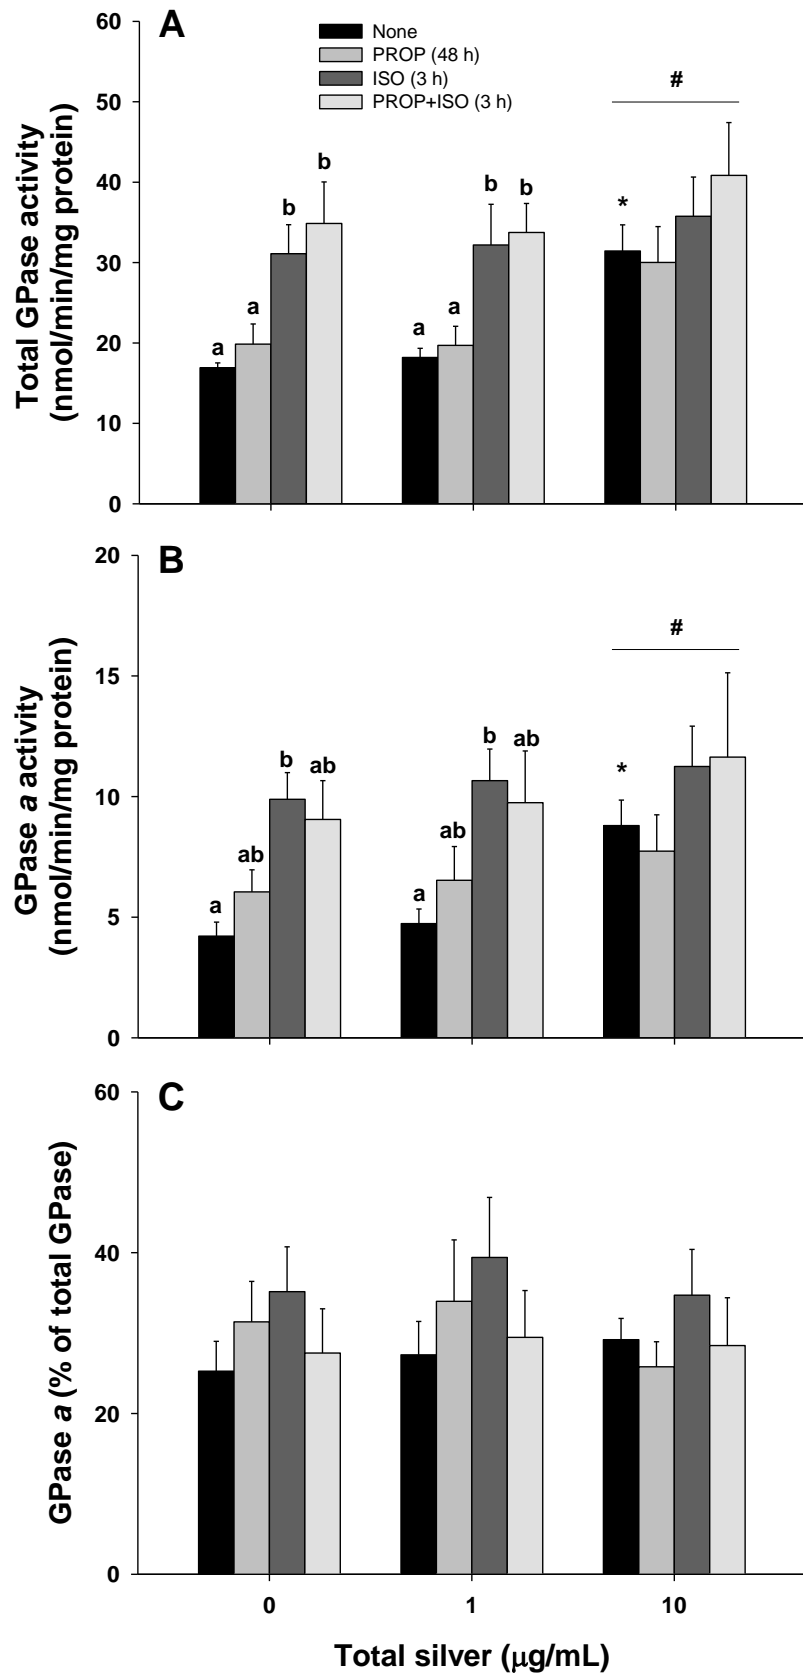 A
None
PROP (48 h)
ISO (3 h)
PROP+ISO (3 h)
Total GPase activity
(nmol/min/mg protein)
60
50
40
30
20
10
0
a
a
b
b
a
a
b
b
*
#
B
GPase a activity
(nmol/min/mg protein)
20
15
10
5
0
a
ab
b
ab
a
ab
b
ab
*
#
C
GPase a (% of total GPase)
60
40
20
0
0
1
10
Total silver (μg/mL)